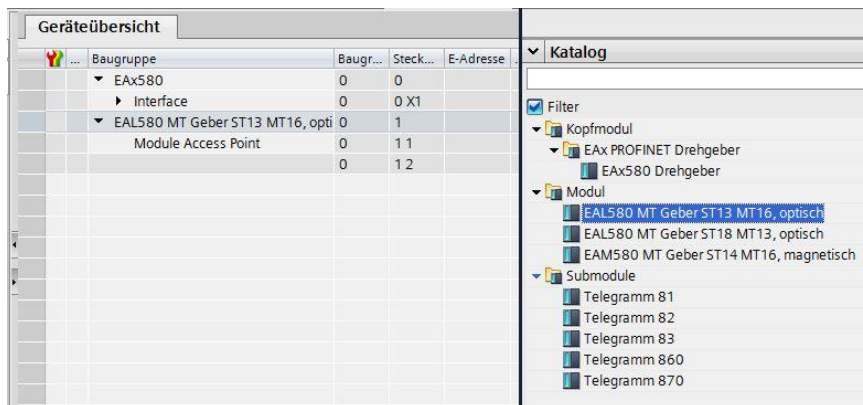 Geräteübersicht
... Baugruppe Baugr... Steck... E-Adresse
EAx580 0 0
Interface 0 0 X1
EAL580 MT Geber ST13 MT16, opti 0 1
Module Access Point 0 1 1
0 1 2
Katalog
Filter
Kopfmodul
EAx PROFINET Drehgeber
EAx580 Drehgeber
Modul
EAL580 MT Geber ST13 MT16, optisch
EAL580 MT Geber ST18 MT13, optisch
EAM580 MT Geber ST14 MT16, magnetisch
Submodule
Telegramm 81
Telegramm 82
Telegramm 83
Telegramm 860
Telegramm 870